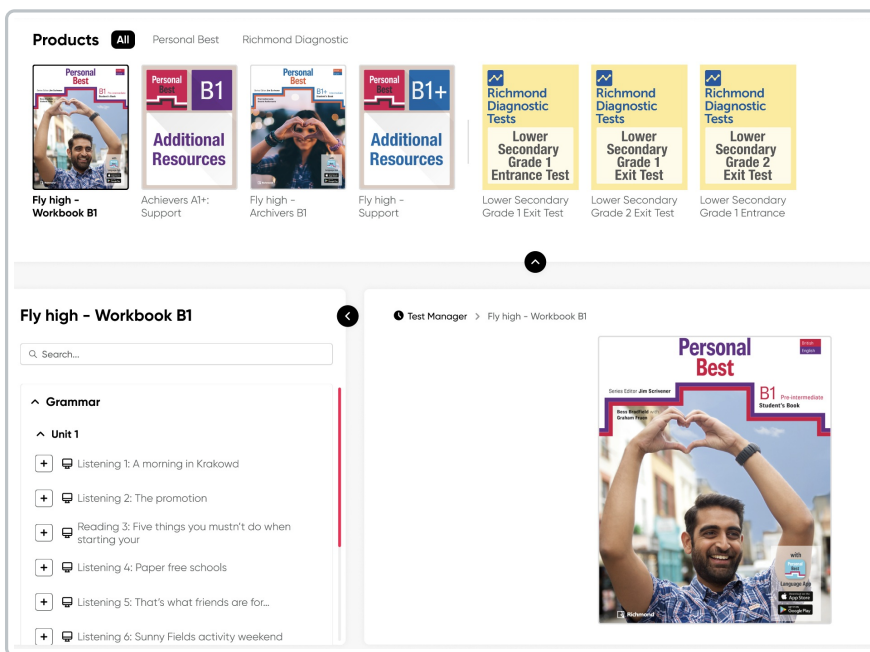 Products All Personal Best Richmond Diagnostic
Personal
Best
B1 Pre-intermediate
Student's Book
Personal
Best
B1
Additional
Resources
Personal
Best
B1+
Student's Book
Personal
Best
B1+
Additional
Resources
Richmond
Diagnostic
Tests
Lower
Secondary
Grade 1
Entrance Test
Richmond
Diagnostic
Tests
Lower
Secondary
Grade 1
Exit Test
Richmond
Diagnostic
Tests
Lower
Secondary
Grade 2
Exit Test
Fly high -
Workbook B1
Achievers A1+:
Support
Fly high -
Archivers B1
Fly high -
Support
Lower Secondary
Grade 1 Exit Test
Lower Secondary
Grade 2 Exit Test
Lower Secondary
Grade 1 Entrance
Fly high - Workbook B1
Search...
Grammar
Unit 1
Listening 1: A morning in Krakowd
Listening 2: The promotion
Reading 3: Five things you mustn't do when
starting your
Listening 4: Paper free schools
Listening 5: That's what friends are for...
Listening 6: Sunny Fields activity weekend
Test Manager > Fly high - Workbook B1
Personal
Best
British
English
Series Editor Jim Scrivener
B1 Pre-intermediate
Student's Book
Bess Bradfield with
Graham Fruen
with
Personal
Best
Language App
App Store
Google Play
Richmond